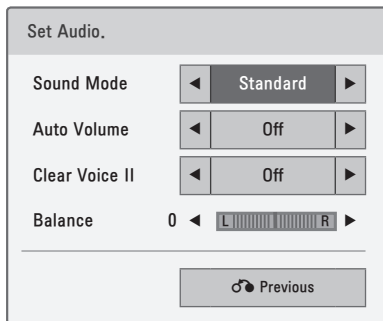 Set Audio.
Sound Mode ◀ Standard ▶
Auto Volume ◀ Off ▶
Clear Voice II ◀ Off ▶
Balance 0 ◀ L R ▶
Previous